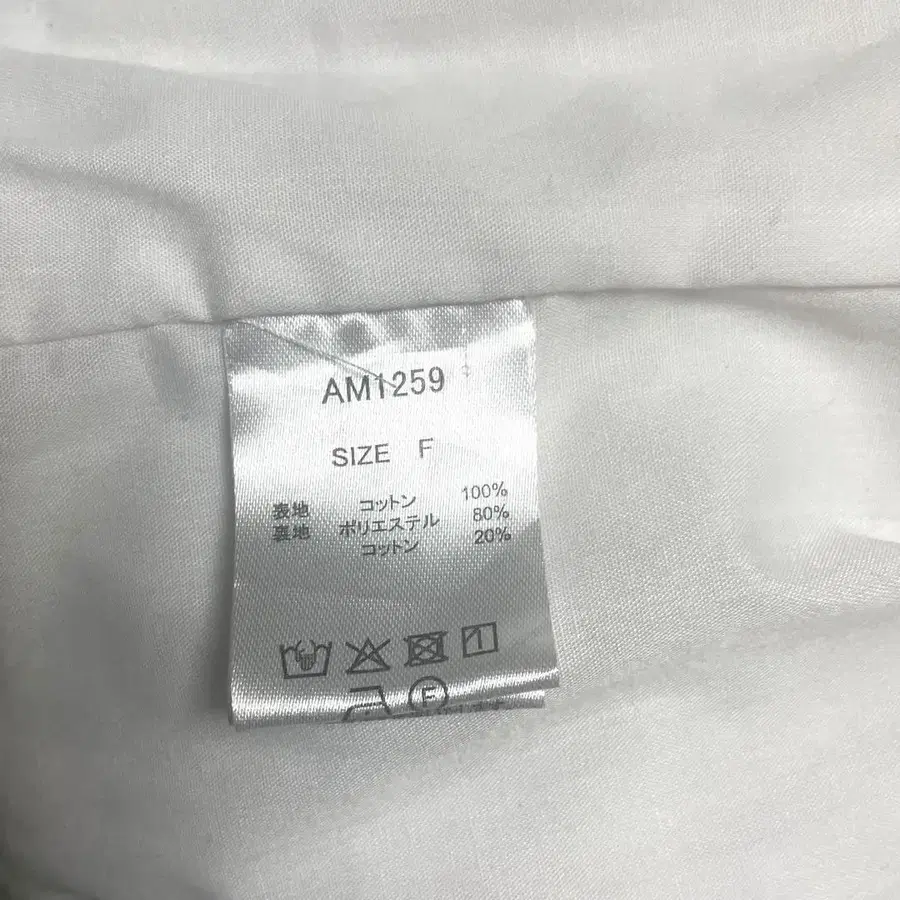 AM1259
SIZE F
表地 コットン 100%
裏地 ポリエステル 80%
コットン 20%
F